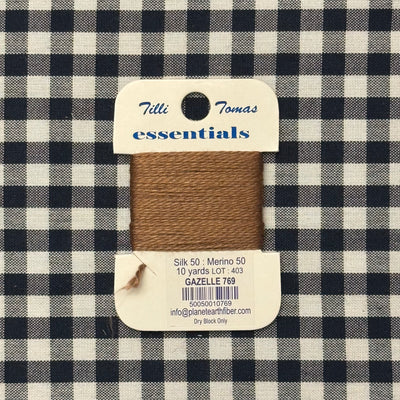 Tilli Tomas
essentials
Silk 50 : Merino 50
10 yards LOT : 403
GAZELLE 769
50050010769
info@planetearthfiber.com
Dry Block Only